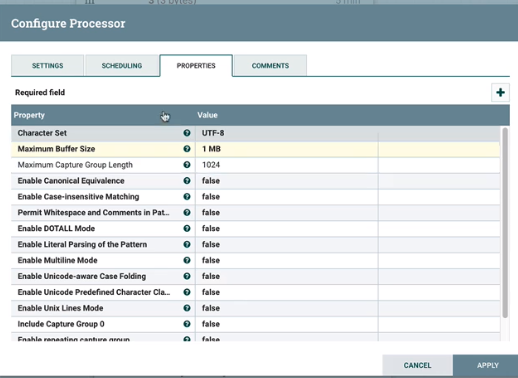 Configure Processor
SETTINGS SCHEDULING PROPERTIES COMMENTS
Required field
Property Value
Character Set UTF-8
Maximum Buffer Size 1 MB
Maximum Capture Group Length 1024
Enable Canonical Equivalence false
Enable Case-insensitive Matching false
Permit Whitespace and Comments in Pat... false
Enable DOTALL Mode false
Enable Literal Parsing of the Pattern false
Enable Multiline Mode false
Enable Unicode-aware Case Folding false
Enable Unicode Predefined Character Cla... false
Enable Unix Lines Mode false
Include Capture Group 0 false
Enable repeating capture group false
CANCEL APPLY